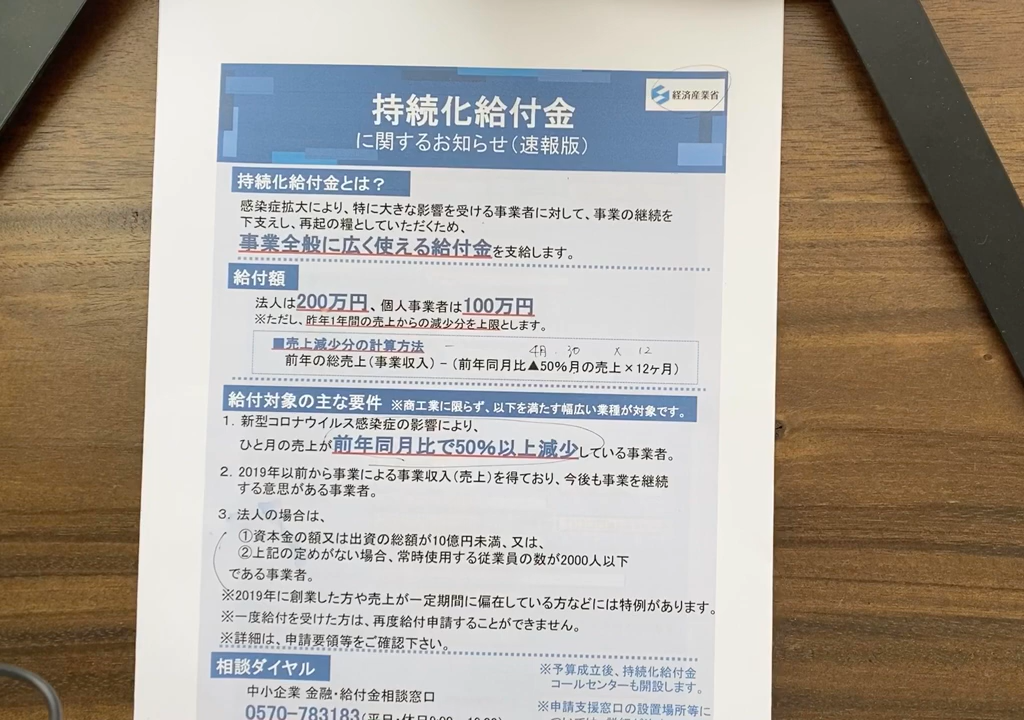 経済産業省
持続化給付金
に関するお知らせ(速報版)
持続化給付金とは?
感染症拡大により、特に大きな影響を受ける事業者に対して、事業の継続を
下支えし、再起の糧としていただくため、
事業全般に広く使える給付金を支給します。
給付額
法人は200万円、個人事業者は100万円
※ただし、昨年1年間の売上からの減少分を上限とします。
■売上減少分の計算方法
4月 30 × 12
前年の総売上(事業収入)-(前年同月比▲50%月の売上×12ヶ月)
給付対象の主な要件 ※商工業に限らず、以下を満たす幅広い業種が対象です。
1. 新型コロナウイルス感染症の影響により、
ひと月の売上が前年同月比で50%以上減少している事業者。
2. 2019年以前から事業による事業収入(売上)を得ており、今後も事業を継続
する意思がある事業者。
3. 法人の場合は、
①資本金の額又は出資の総額が10億円未満、又は、
②上記の定めがない場合、常時使用する従業員の数が2000人以下
である事業者。
※2019年に創業した方や売上が一定期間に偏在している方などには特例があります。
※一度給付を受けた方は、再度給付申請することができません。
※詳細は、申請要領等をご確認下さい。
相談ダイヤル
中小企業 金融・給付金相談窓口
0570-783183
※予算成立後、持続化給付金
コールセンターも開設します。
※申請支援窓口の設置場所等に